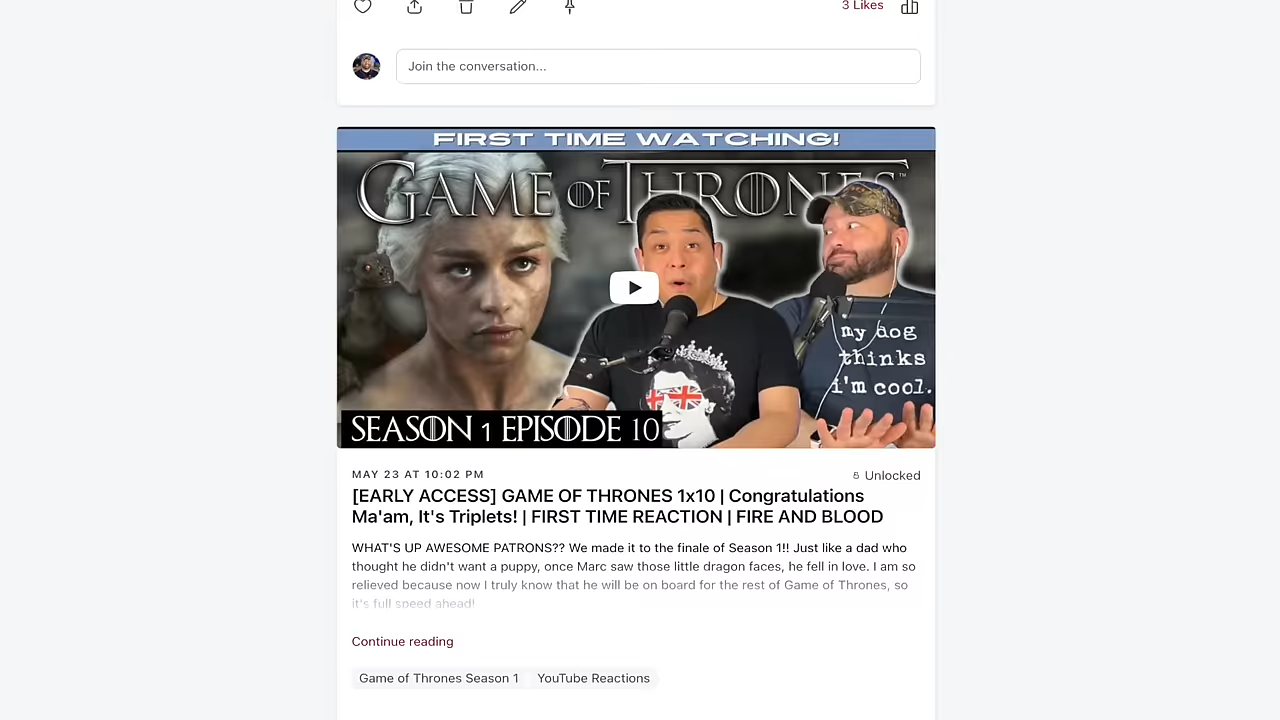 3 Likes
Join the conversation...
FIRST TIME WATCHING!
GAME OF THRONES™
my dog
thinks
i'm cool.
SEASON 1 EPISODE 10
MAY 23 AT 10:02 PM
Unlocked
[EARLY ACCESS] GAME OF THRONES 1x10 | Congratulations
Ma'am, It's Triplets! | FIRST TIME REACTION | FIRE AND BLOOD
WHAT'S UP AWESOME PATRONS?? We made it to the finale of Season 1!! Just like a dad who
thought he didn't want a puppy, once Marc saw those little dragon faces, he fell in love. I am so
relieved because now I truly know that he will be on board for the rest of Game of Thrones, so
it's full speed ahead!
Continue reading
Game of Thrones Season 1
YouTube Reactions